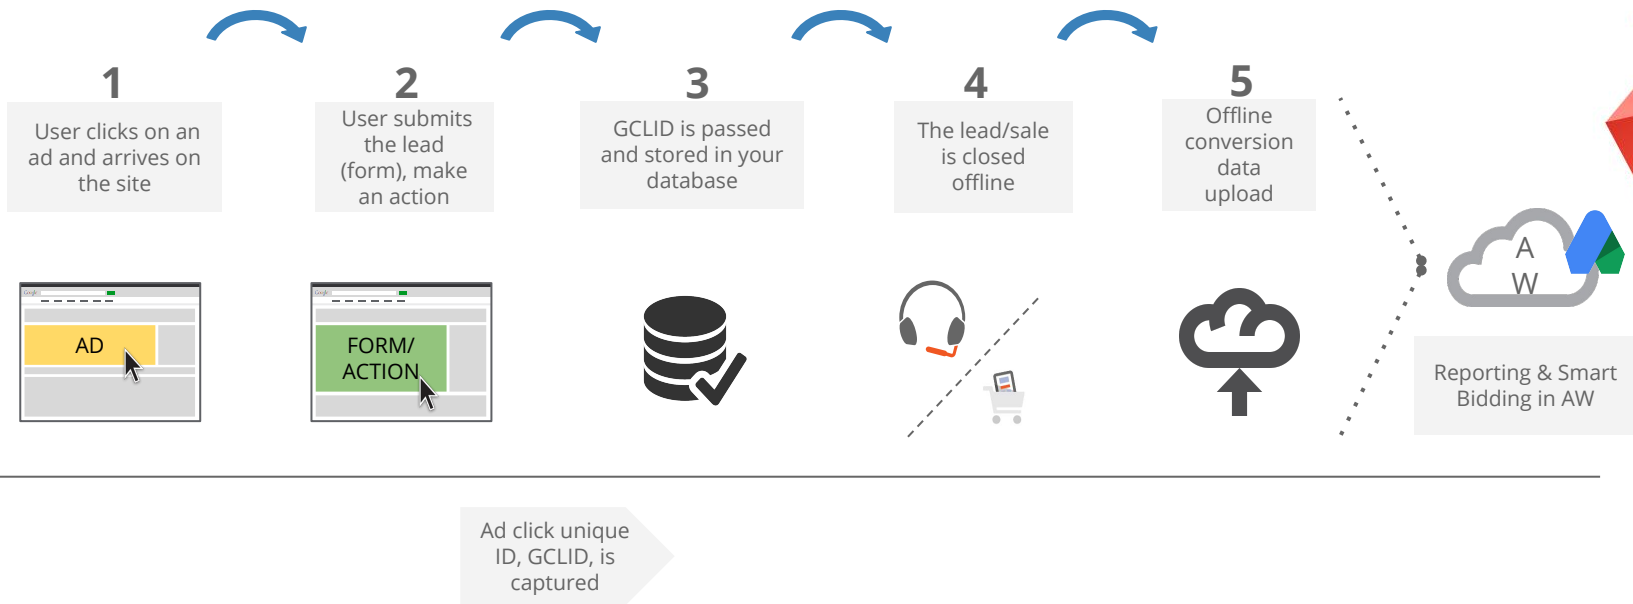 1
User clicks on an
ad and arrives on
the site
2
User submits
the lead
(form), make
an action
3
GCLID is passed
and stored in your
database
4
The lead/sale
is closed
offline
5
Offline
conversion
data
upload
Google
AD
Google
FORM/
ACTION
A
W
Reporting & Smart
Bidding in AW
Ad click unique
ID, GCLID, is
captured